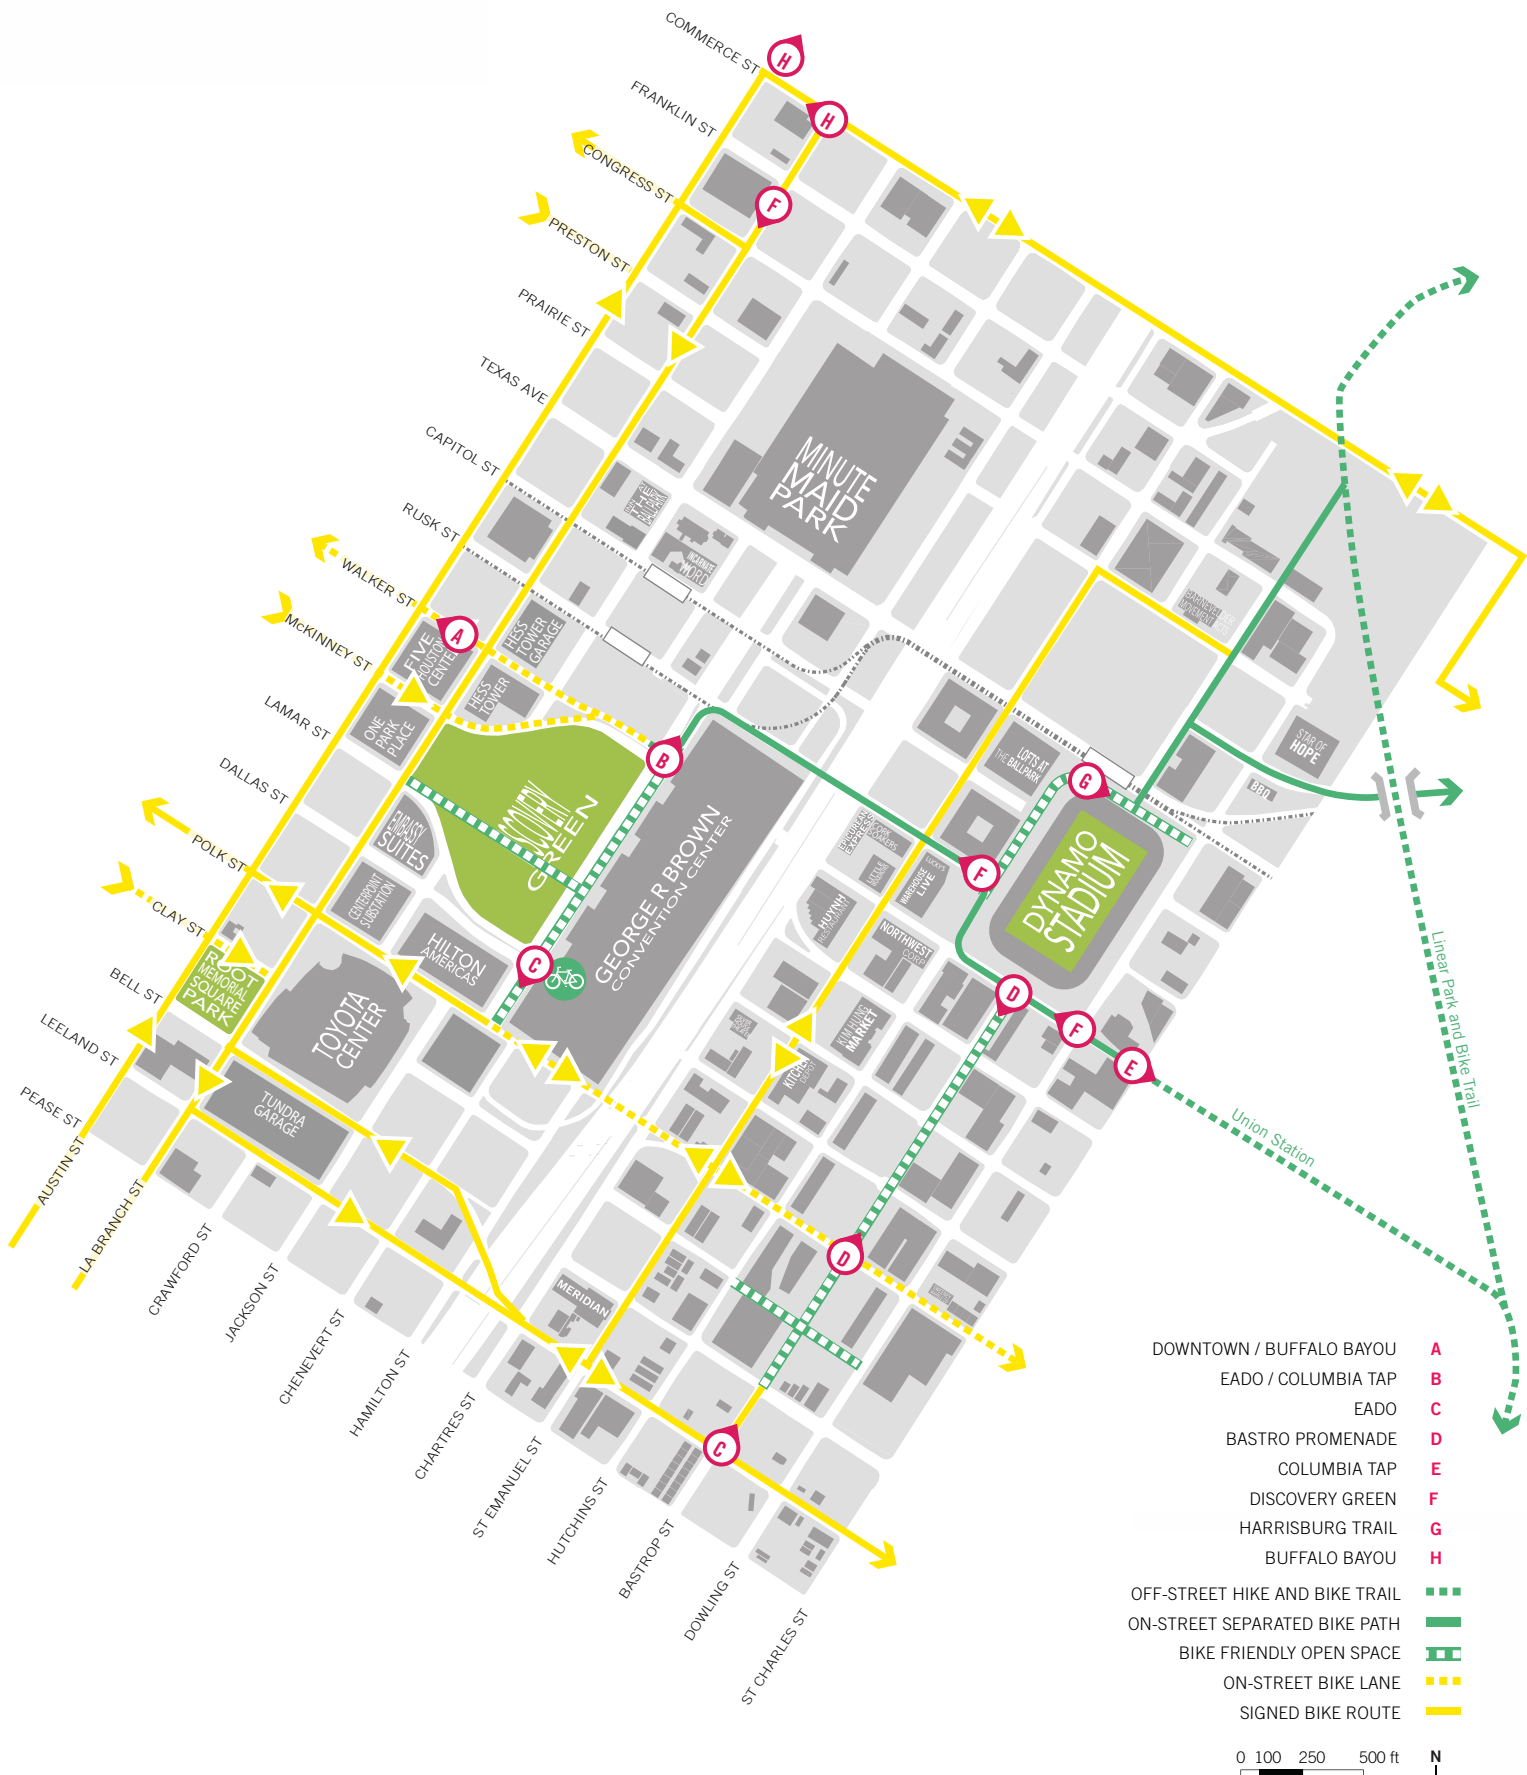 COMMERCE ST
H
FRANKLIN ST
H
CONGRESS ST
F
PRESTON ST
PRAIRIE ST
TEXAS AVE
CAPITOL ST
RUSK ST
WALKER ST
McKINNEY ST
LAMAR ST
DALLAS ST
POLK ST
CLAY ST
BELL ST
LEELAND ST
PEASE ST
AUSTIN ST
LA BRANCH ST
CRAWFORD ST
JACKSON ST
CHENEVERT ST
HAMILTON ST
CHARTRES ST
ST EMANUEL ST
HUTCHINS ST
BASTROP ST
DOWLING ST
ST CHARLES ST
MINUTE
MAID
PARK
INCARNATE
WORD
A
FIVE
HOUSTON
CENTER
HESS
TOWER
GARAGE
HESS
TOWER
ONE
PARK
PLACE
B
DISCOVERY
GREEN
EMBASSY
SUITES
CENTERPOINT
SUBSTATION
HILTON
AMERICAS
C
GEORGE R BROWN
CONVENTION CENTER
ROOT
MEMORIAL
SQUARE
PARK
TOYOTA
CENTER
TUNDRA
GARAGE
LOFTS AT
THE BALLPARK
G
STAR OF
HOPE
BBQ
EPICUREAN
EXPRESS
LUCKY'S
WAREHOUSE
LIVE
HUYNH
RESTAURANT
NORTHWEST
CORP
F
DYNAMO
STADIUM
D
F
E
KIM HUNG
MARKET
KITCHEN
DEPOT
D
MERIDIAN
C
Union Station
Linear Park and Bike Trail
DOWNTOWN / BUFFALO BAYOU A
EADO / COLUMBIA TAP B
EADO C
BASTRO PROMENADE D
COLUMBIA TAP E
DISCOVERY GREEN F
HARRISBURG TRAIL G
BUFFALO BAYOU H
OFF-STREET HIKE AND BIKE TRAIL
ON-STREET SEPARATED BIKE PATH
BIKE FRIENDLY OPEN SPACE
ON-STREET BIKE LANE
SIGNED BIKE ROUTE
0 100 250 500 ft N